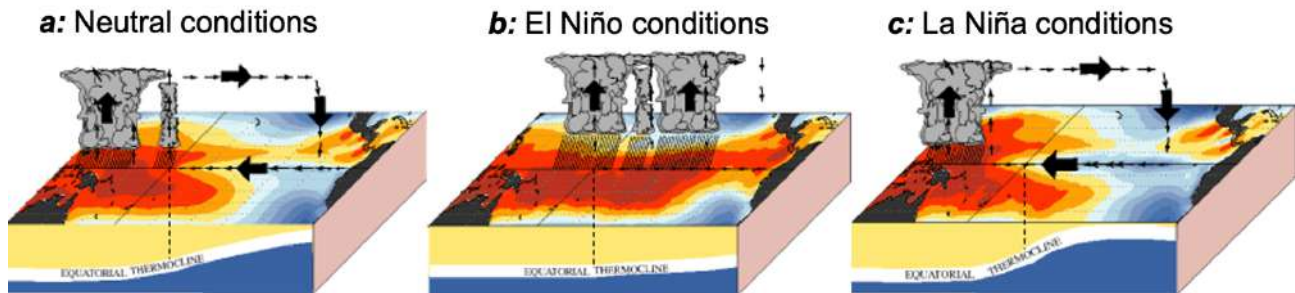 a: Neutral conditions
b: El Niño conditions
c: La Niña conditions
EQUATORIAL THERMOCLINE
EQUATORIAL THERMOCLINE
EQUATORIAL THERMOCLINE